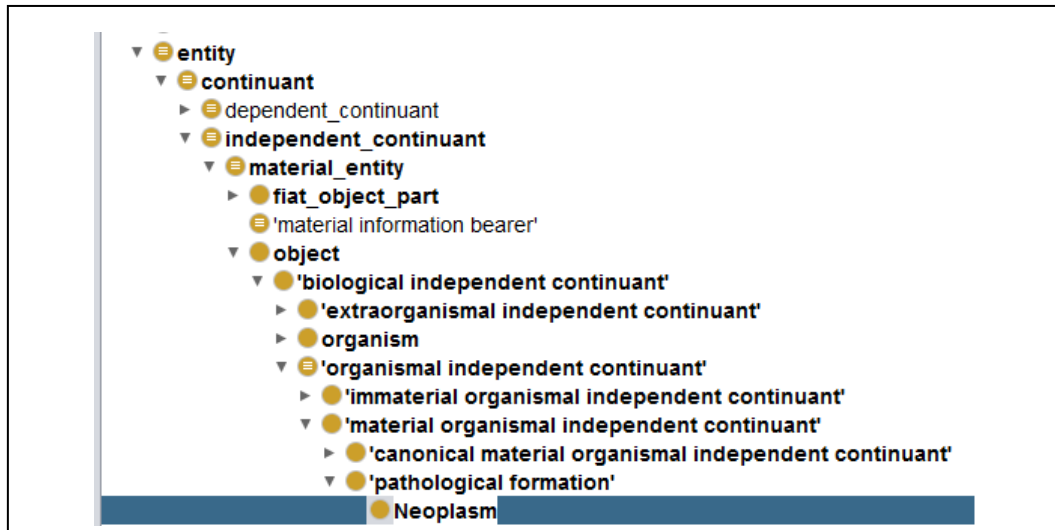 entity
continuant
dependent_continuant
independent_continuant
material_entity
fiat_object_part
'material information bearer'
object
'biological independent continuant'
'extraorganismal independent continuant'
organism
'organismal independent continuant'
'immaterial organismal independent continuant'
'material organismal independent continuant'
'canonical material organismal independent continuant'
'pathological formation'
Neoplasm